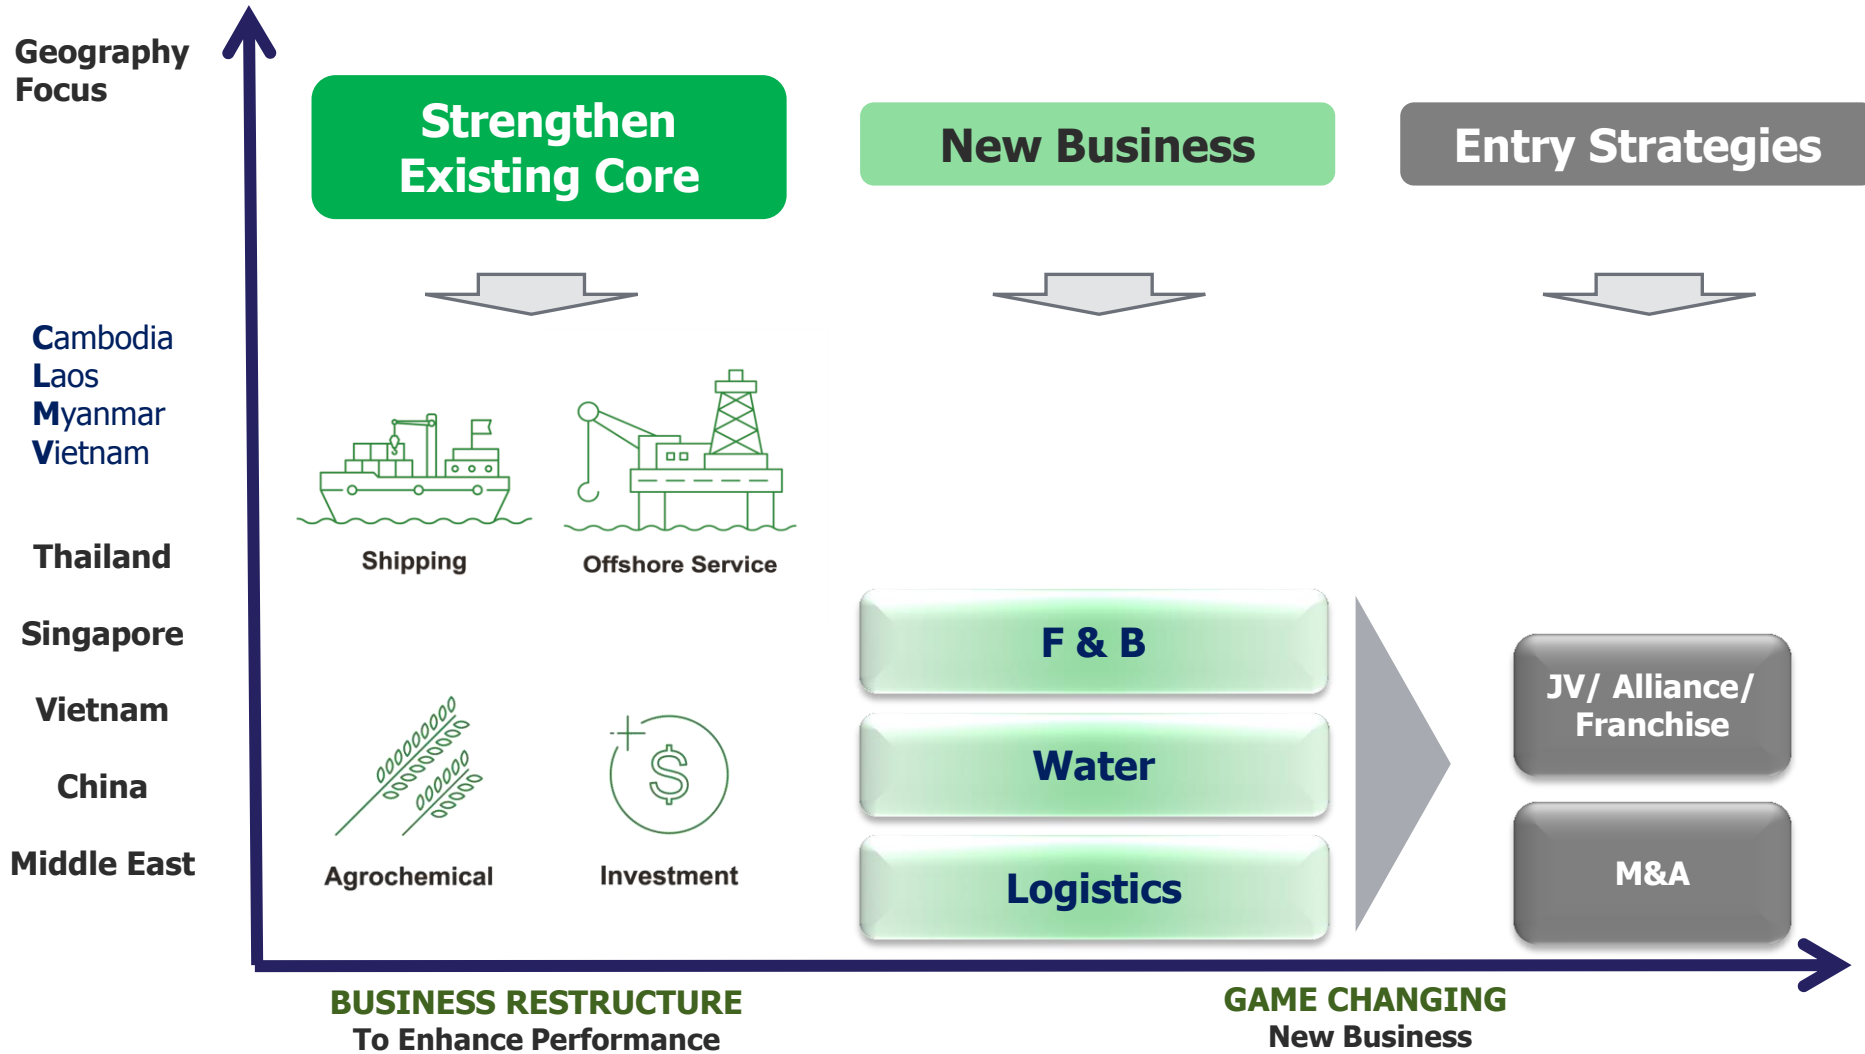 Geography
Focus
Strengthen
Existing Core
New Business
Entry Strategies
Cambodia
Laos
Myanmar
Vietnam
Thailand
Singapore
Vietnam
China
Middle East
Shipping
Offshore Service
Agrochemical
Investment
$
F & B
Water
Logistics
JV/ Alliance/
Franchise
M&A
BUSINESS RESTRUCTURE
To Enhance Performance
GAME CHANGING
New Business